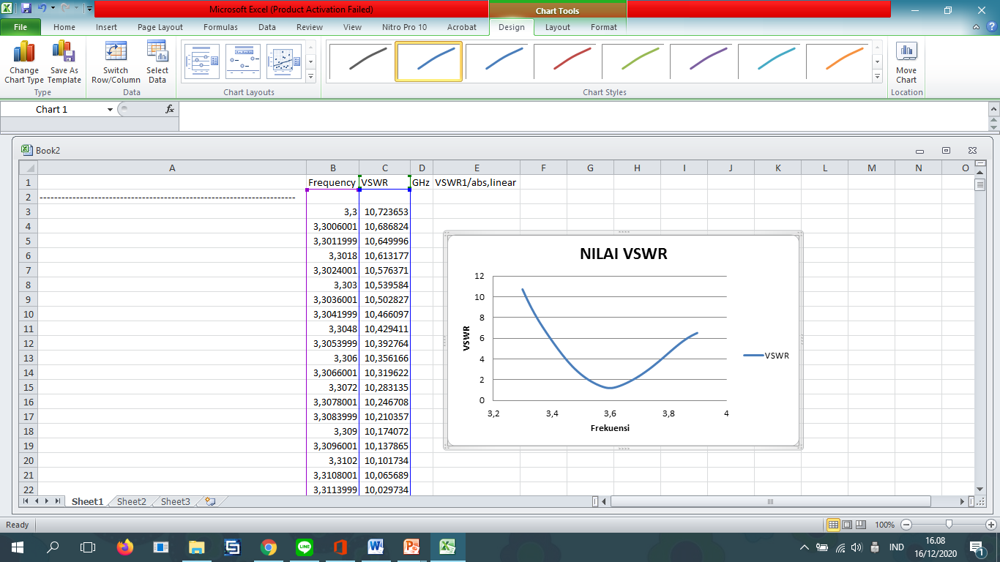 Microsoft Excel (Product Activation Failed)
Chart Tools
File Home Insert Page Layout Formulas Data Review View Nitro Pro 10 Acrobat Design Layout Format
Change Chart Type
Save As Template
Switch Row/Column
Select Data
Move Chart
Type
Data
Chart Layouts
Chart Styles
Location
Chart 1
fx
Book2
A B C D E F G H I J K L M N O
1 Frequency VSWR GHz VSWR1/abs,linear
2 ----------------------------------------------------------------------
3 3,3 10,723653
4 3,3006001 10,686824
5 3,3011999 10,649996
6 3,3018 10,613177
7 3,3024001 10,576371
8 3,303 10,539584
9 3,3036001 10,502827
10 3,3041999 10,466097
11 3,3048 10,429411
12 3,3053999 10,392764
13 3,306 10,356166
14 3,3066001 10,319622
15 3,3072 10,283135
16 3,3078001 10,246708
17 3,3083999 10,210357
18 3,309 10,174072
19 3,3096001 10,137865
20 3,3102 10,101734
21 3,3108001 10,065689
22 3,3113999 10,029734
NILAI VSWR
12
10
8
6
4
2
0
VSWR
3,2 3,4 3,6 3,8 4
Frekuensi
VSWR
Sheet1 Sheet2 Sheet3
Ready
100%
IND
16.08
16/12/2020
1